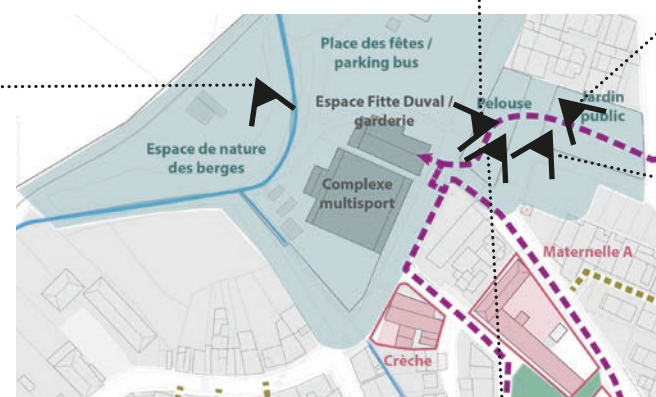 Place des fêtes /
parking bus
Espace Fitte Duval /
garderie
Pelouse
Jardin
public
Espace de nature
des berges
Complexe
multisport
Maternelle A
Crèche